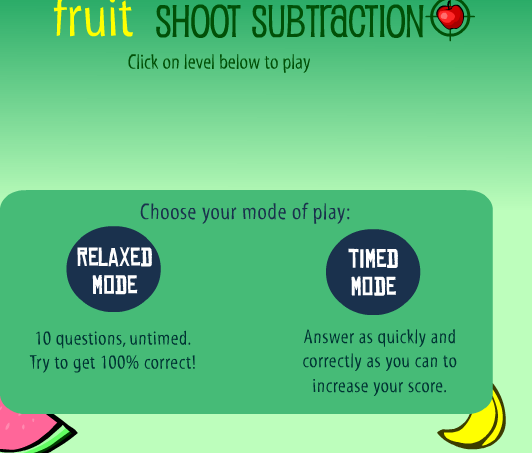 fruit SHOOT SUBTRaCTION
Click on level below to play
Choose your mode of play:
RELAXED
MODE
TIMED
MODE
10 questions, untimed.
Try to get 100% correct!
Answer as quickly and
correctly as you can to
increase your score.